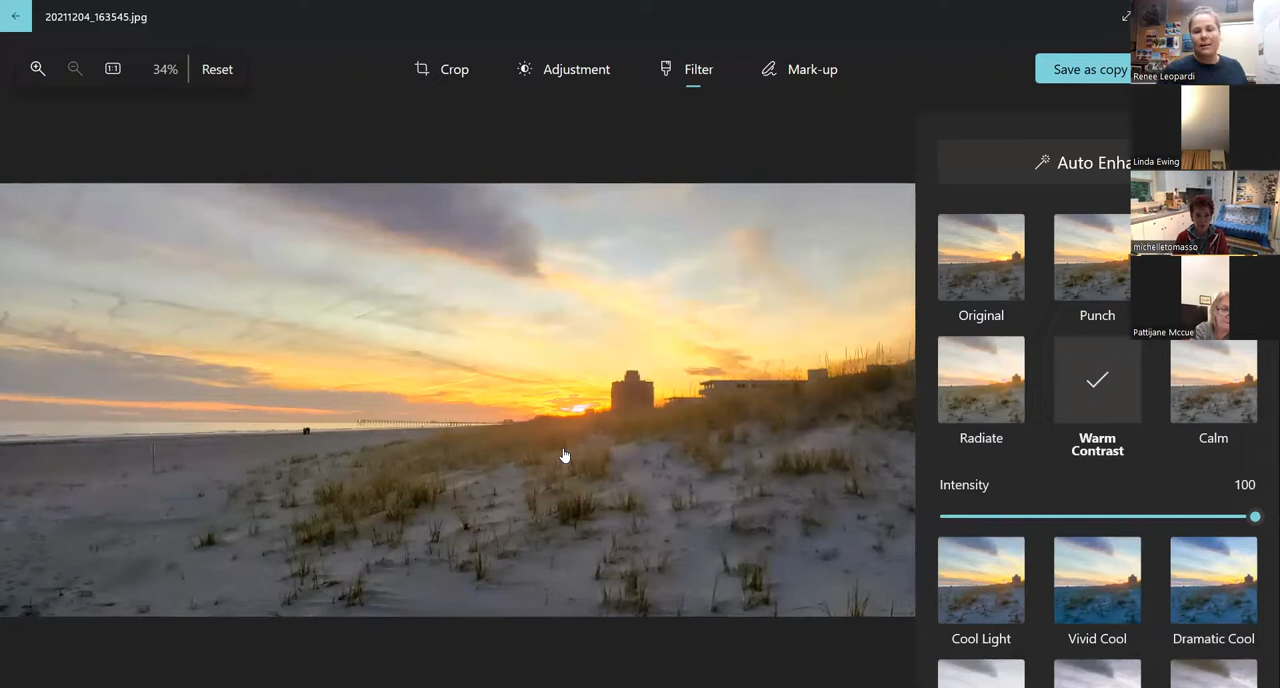 20211204_163545.jpg
34%
Reset
Crop
Adjustment
Filter
Mark-up
Save as copy
Renee Leopardi
Auto Enha
Linda Ewing
Original
Punch
michelletomasso
Pattijane Mccue
Radiate
Warm
Contrast
Calm
Intensity
100
Cool Light
Vivid Cool
Dramatic Cool